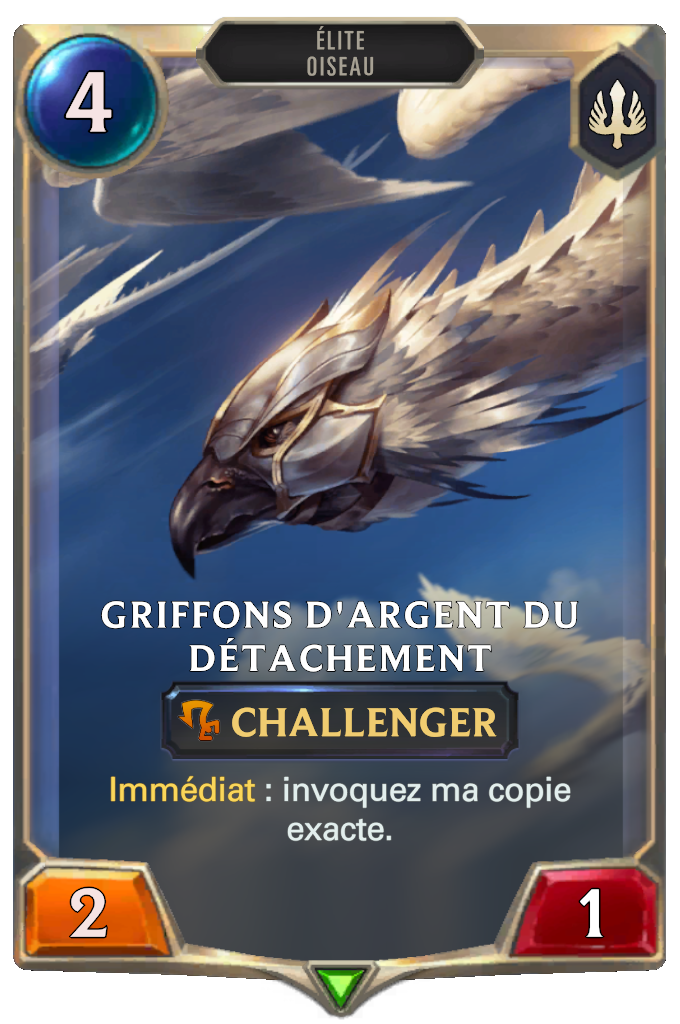 4
ÉLITE
OISEAU
GRIFFONS D'ARGENT DU
DÉTACHEMENT
CHALLENGER
Immédiat : invoquez ma copie
exacte.
2
1